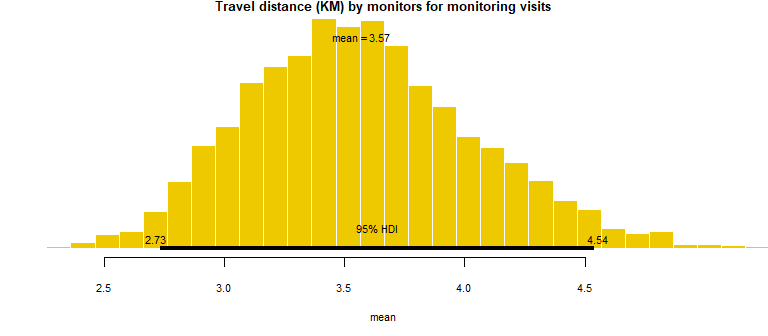 Travel distance (KM) by monitors for monitoring visits
mean = 3.57
95% HDI
2.73 4.54
2.5 3.0 3.5 4.0 4.5
mean